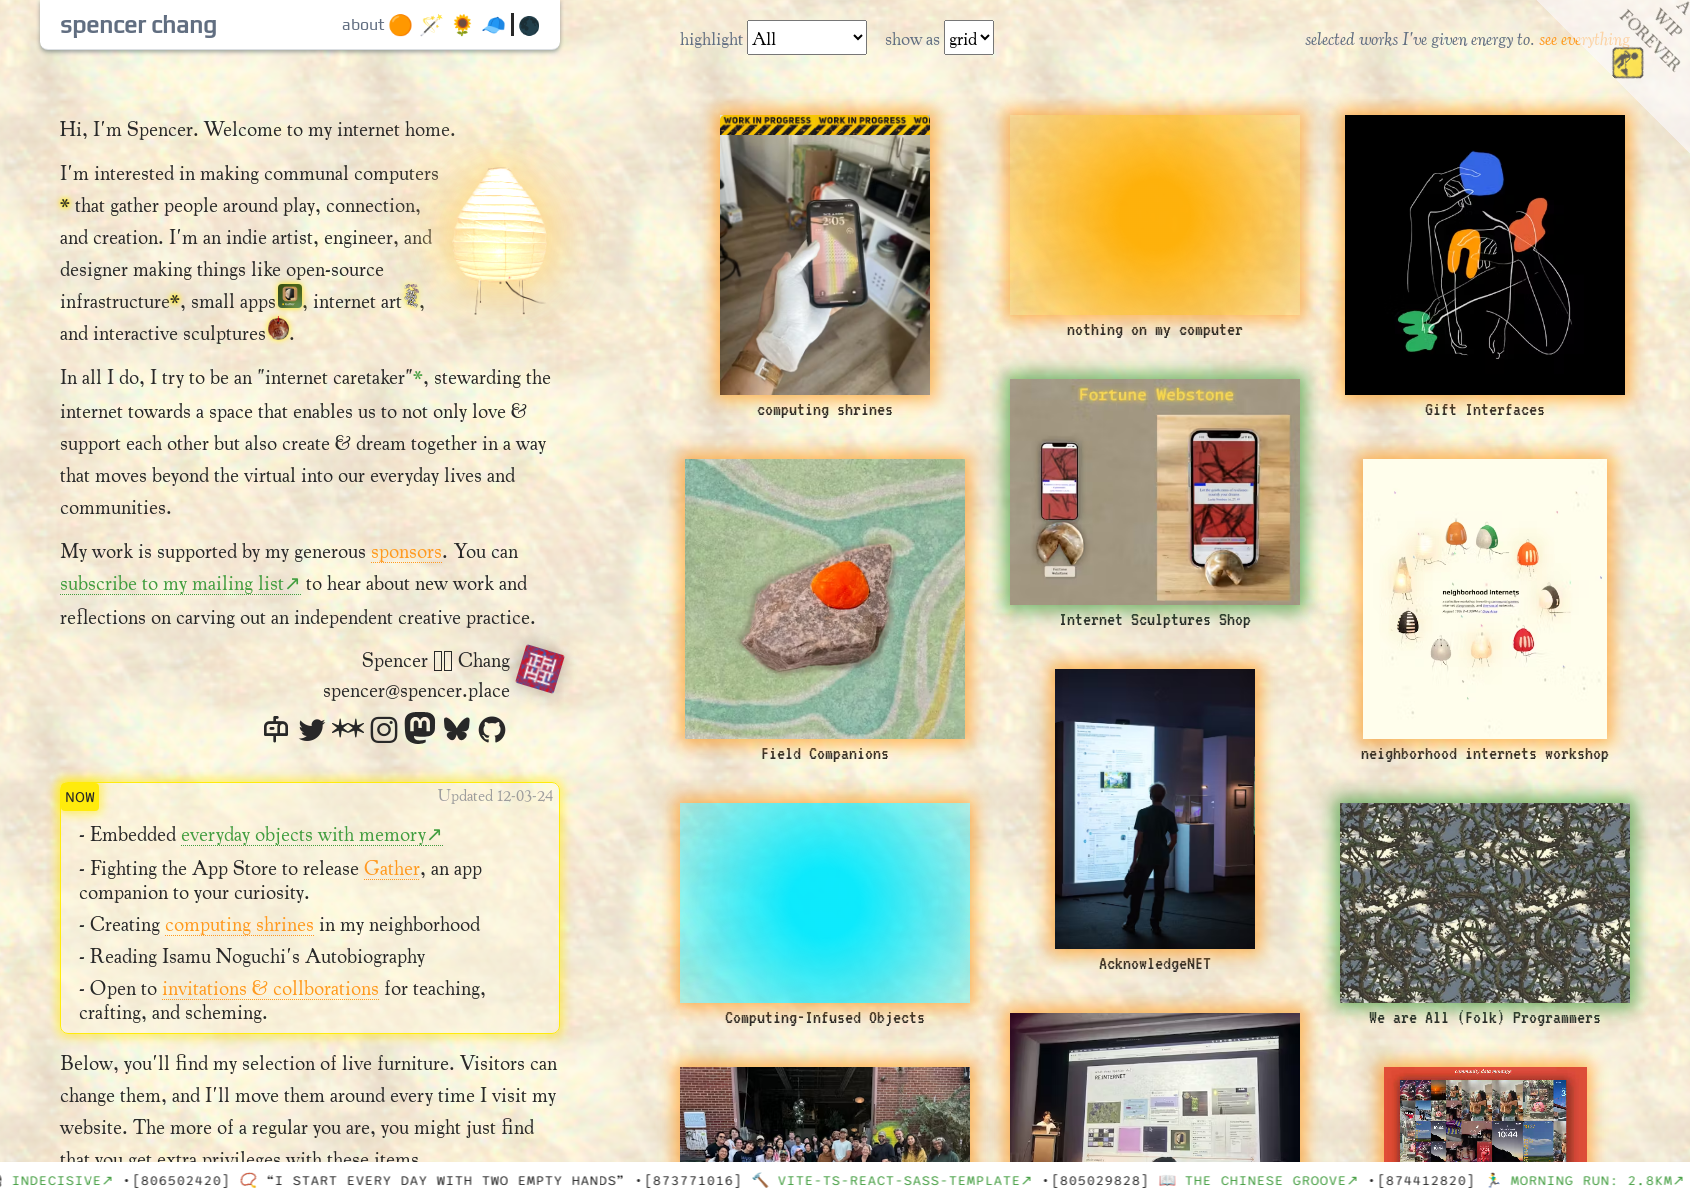 spencer chang
about
highlight All show as grid
selected works I've given energy to. see everything
A WIP FOREVER
Hi, I'm Spencer. Welcome to my internet home.
I'm interested in making communal computers
* that gather people around play, connection,
and creation. I'm an indie artist, engineer, and
designer making things like open-source
infrastructure*, small apps, internet art,
and interactive sculptures.
In all I do, I try to be an "internet caretaker"*, stewarding the
internet towards a space that enables us to not only love &
support each other but also create & dream together in a way
that moves beyond the virtual into our everyday lives and
communities.
My work is supported by my generous sponsors. You can
subscribe to my mailing list↗ to hear about new work and
reflections on carving out an independent creative practice.
Spencer Chang
spencer@spencer.place
NOW
Updated 12-03-24
- Embedded everyday objects with memory↗
- Fighting the App Store to release Gather, an app
companion to your curiosity.
- Creating computing shrines in my neighborhood
- Reading Isamu Noguchi's Autobiography
- Open to invitations & collborations for teaching,
crafting, and scheming.
Below, you'll find my selection of live furniture. Visitors can
change them, and I'll move them around every time I visit my
website. The more of a regular you are, you might just find
that you get extra privileges with these items.
WORK IN PROGRESS WORK IN PROGRESS WO
2:05
computing shrines
nothing on my computer
Gift Interfaces
Field Companions
Fortune Webstone
Internet Sculptures Shop
neighborhood internets
neighborhood internets workshop
Computing-Infused Objects
AcknowledgeNET
We are All (Folk) Programmers
RE:INTERNET
10:44
INDECISIVE↗ •[806502420] “I START EVERY DAY WITH TWO EMPTY HANDS” •[873771016] VITE-TS-REACT-SASS-TEMPLATE↗ •[805029828] THE CHINESE GROOVE↗ •[874412820] MORNING RUN: 2.8KM↗